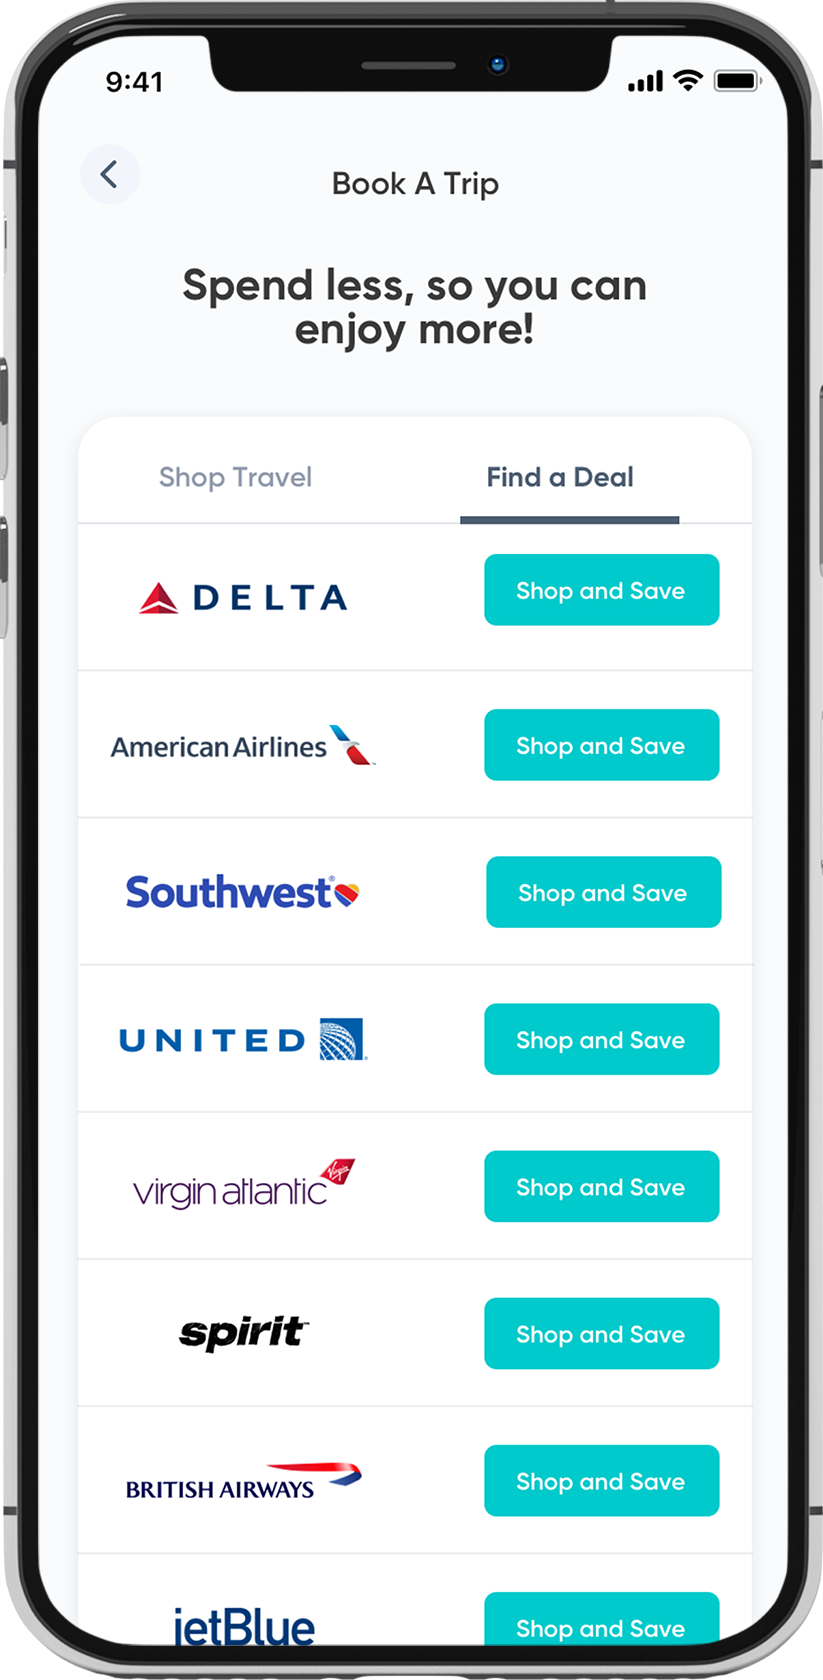 9:41
Book A Trip
Spend less, so you can
enjoy more!
Shop Travel Find a Deal
DELTA Shop and Save
American Airlines Shop and Save
Southwest® Shop and Save
UNITED Shop and Save
virgin atlantic Virgin Shop and Save
spirit™ Shop and Save
BRITISH AIRWAYS Shop and Save
jetBlue Shop and Save